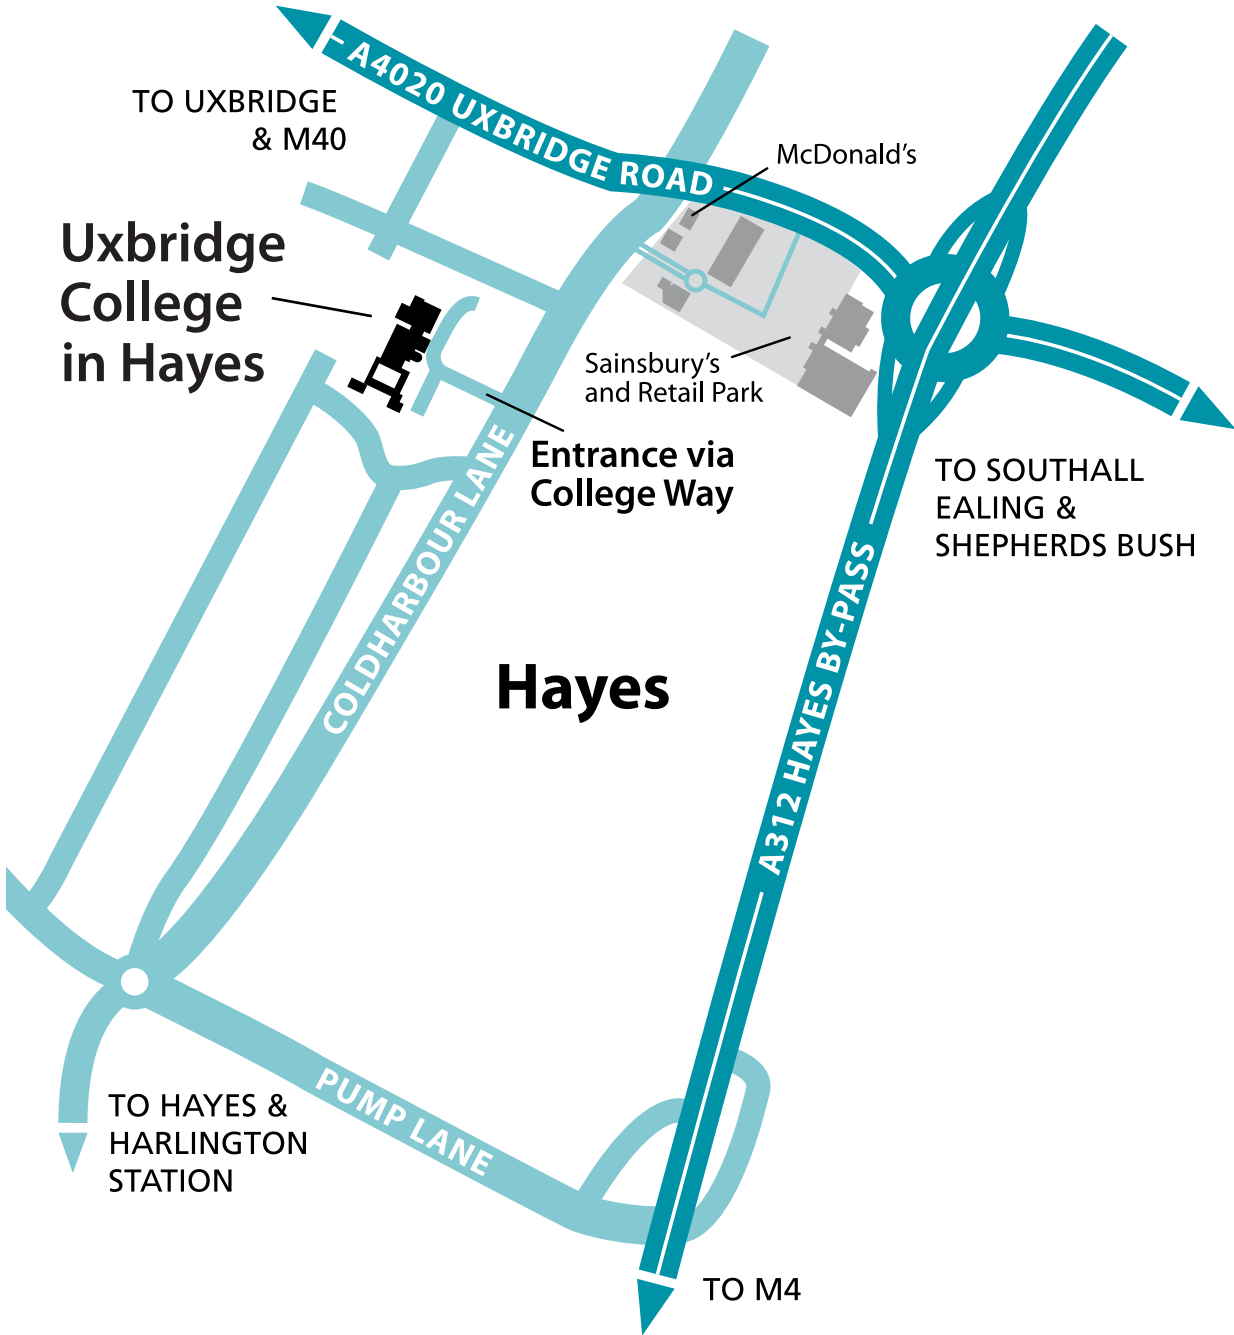 A4020 UXBRIDGE ROAD
TO UXBRIDGE
& M40
McDonald's
Uxbridge
College
in Hayes
Sainsbury's
and Retail Park
Entrance via
College Way
TO SOUTHALL
EALING &
SHEPHERDS BUSH
COLDHARBOUR LANE
Hayes
A312 HAYES BY-PASS
PUMP LANE
TO HAYES &
HARLINGTON
STATION
TO M4